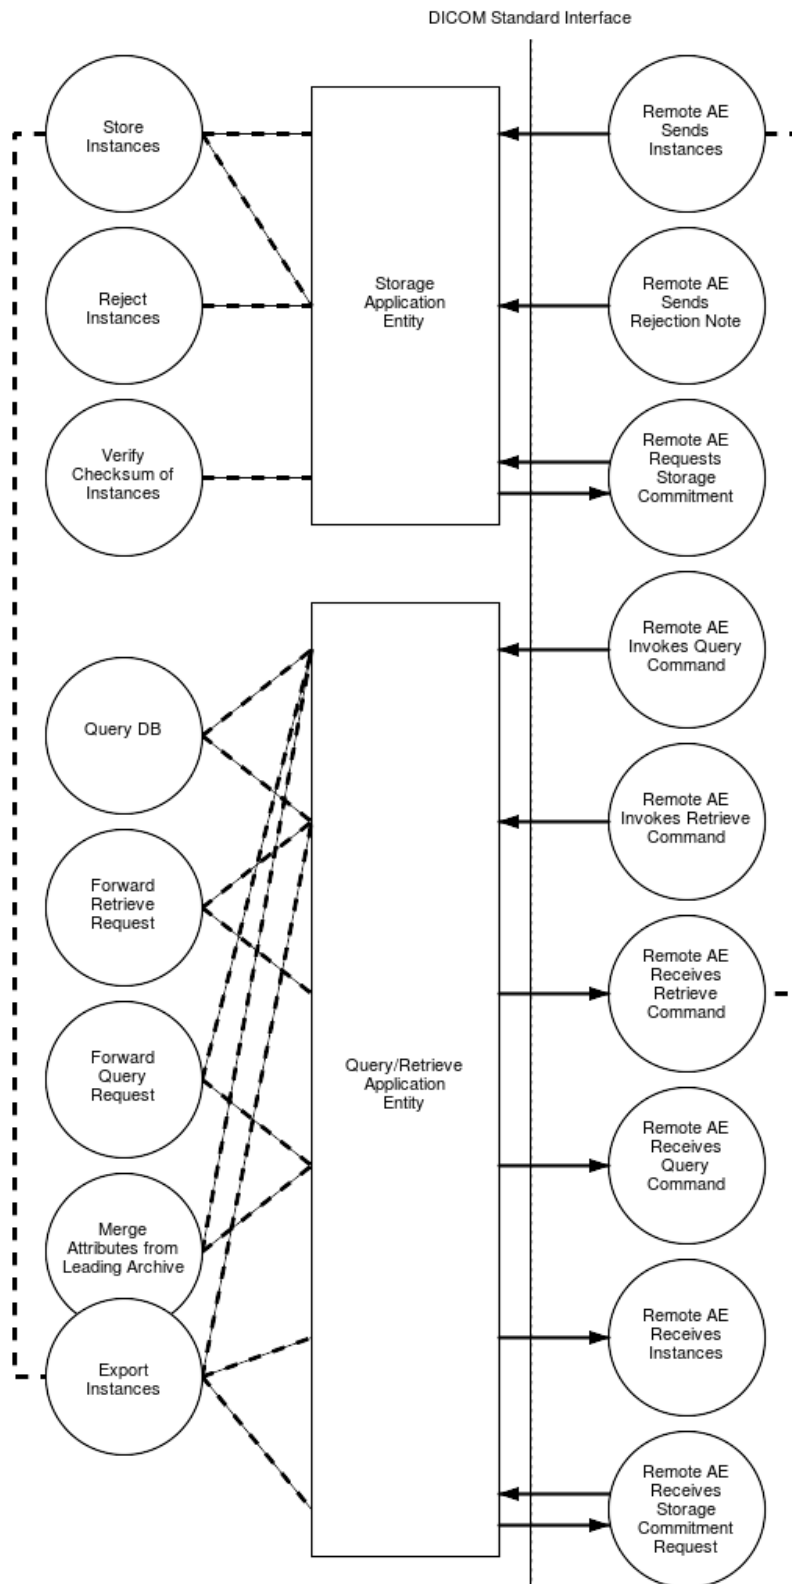 DICOM Standard Interface
Store
Instances
Remote AE
Sends
Instances
Reject
Instances
Storage
Application
Entity
Remote AE
Sends
Rejection Note
Verify
Checksum of
Instances
Remote AE
Requests
Storage
Commitment
Remote AE
Invokes Query
Command
Query DB
Remote AE
Invokes Retrieve
Command
Forward
Retrieve
Request
Remote AE
Receives
Retrieve
Command
Forward
Query
Request
Query/Retrieve
Application
Entity
Remote AE
Receives
Query
Command
Merge
Attributes from
Leading Archive
Remote AE
Receives
Instances
Export
Instances
Remote AE
Receives
Storage
Commitment
Request